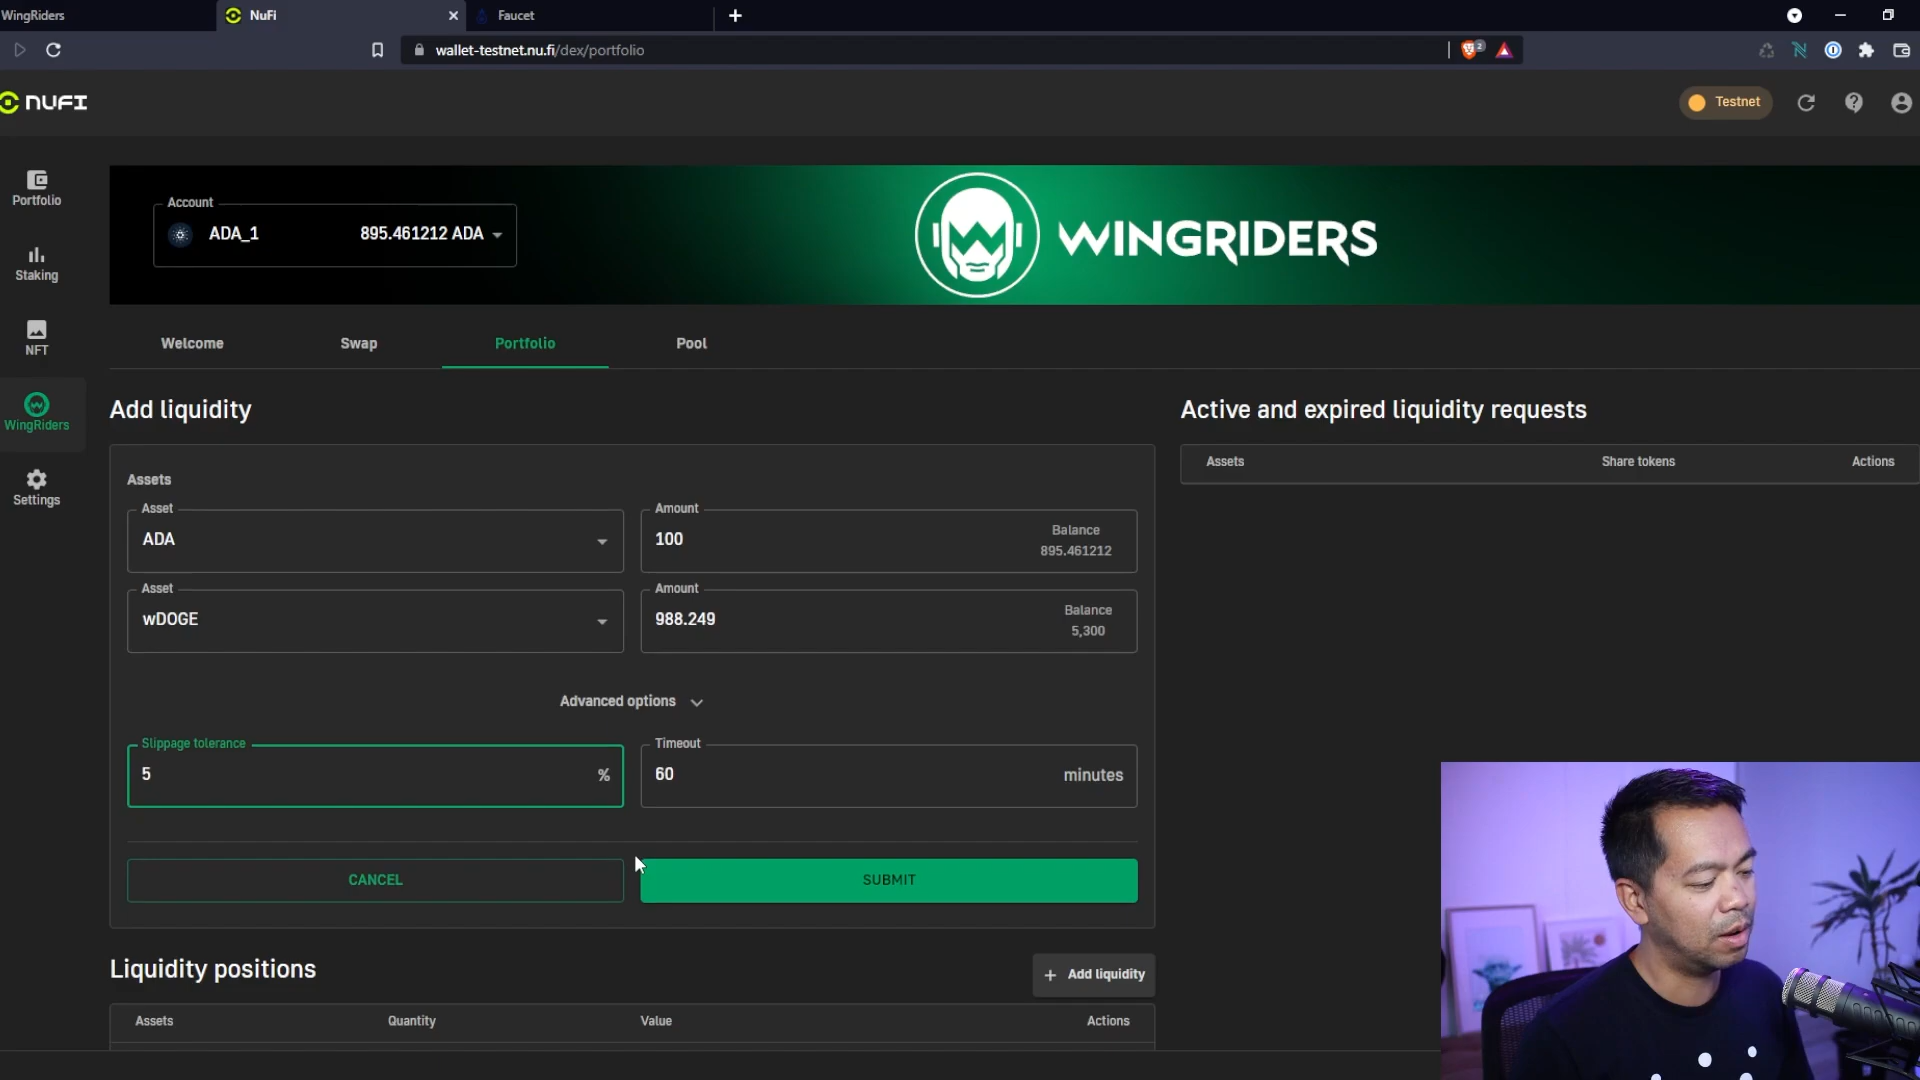 WingRiders
NuFi
Faucet
wallet-testnet.nu.fi/dex/portfolio
2
NUFI
Testnet
Portfolio
Staking
NFT
WingRiders
Settings
Account
ADA_1
895.461212 ADA
WINGRIDERS
Welcome
Swap
Portfolio
Pool
Add liquidity
Assets
Asset
ADA
Amount
100
Balance
895.461212
Asset
wDOGE
Amount
988.249
Balance
5,300
Advanced options
Slippage tolerance
5
%
Timeout
60
minutes
CANCEL
SUBMIT
Liquidity positions
+ Add liquidity
Assets
Quantity
Value
Actions
Active and expired liquidity requests
Assets
Share tokens
Actions